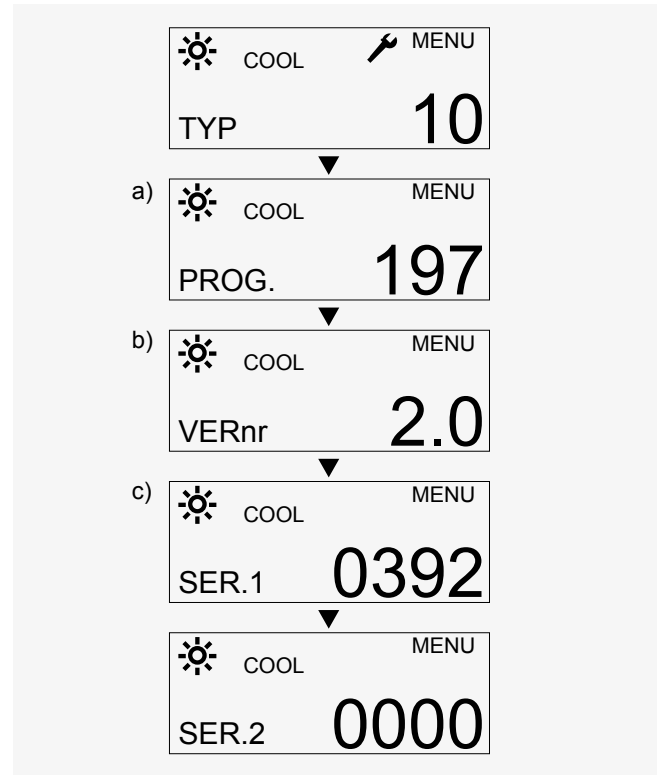 COOL MENU
TYP 10
a) MENU
COOL
PROG. 197
b) MENU
COOL
VERnr 2.0
c) MENU
COOL
SER.1 0392
MENU
COOL
SER.2 0000